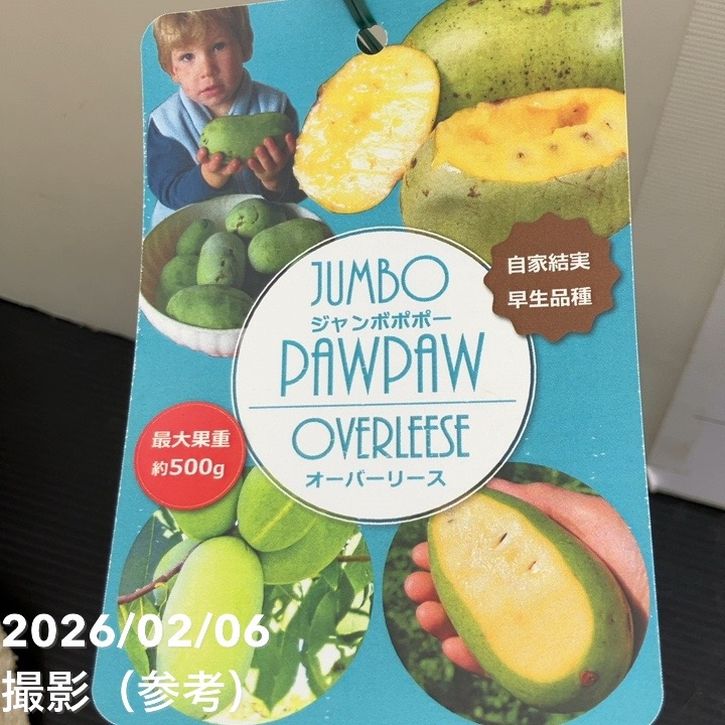 JUMBO
ジャンボポポー
PAWPAW
OVERLEESE
オーバーリース
自家結実
早生品種
最大果重
約500g
2026/02/06
撮影（参考）